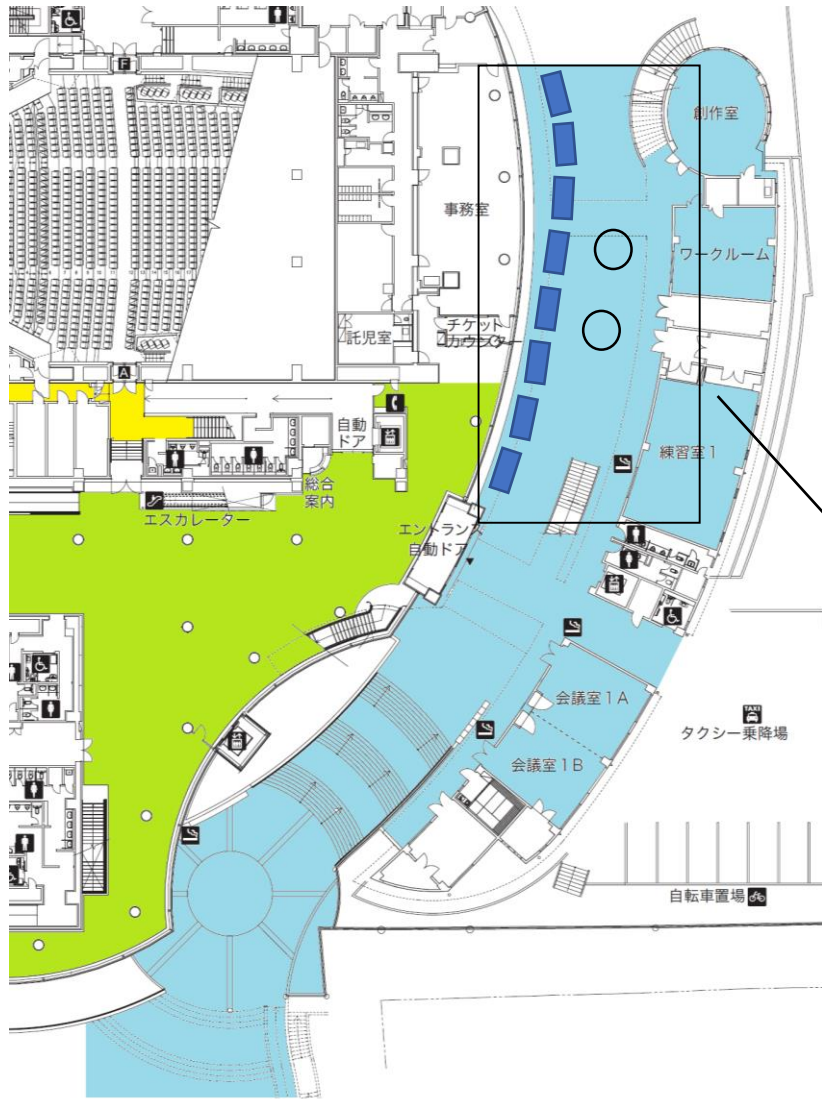 F
創作室
事務室
ワークルーム
チケット
カウンター
託児室
A
自動
ドア
練習室1
総合
案内
エスカレーター
エントランス
自動ドア
会議室1A
会議室1B
TAXI
タクシー乗降場
自転車置場